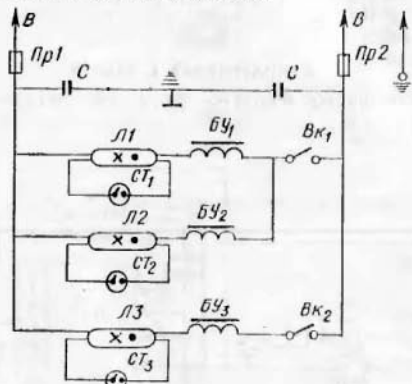 В В
Пр1 Пр2
С С
Л1 БУ₁ Вк₁
СТ₁
Л2 БУ₂
СТ₂
Л3 БУ₃ Вк₂
СТ₃